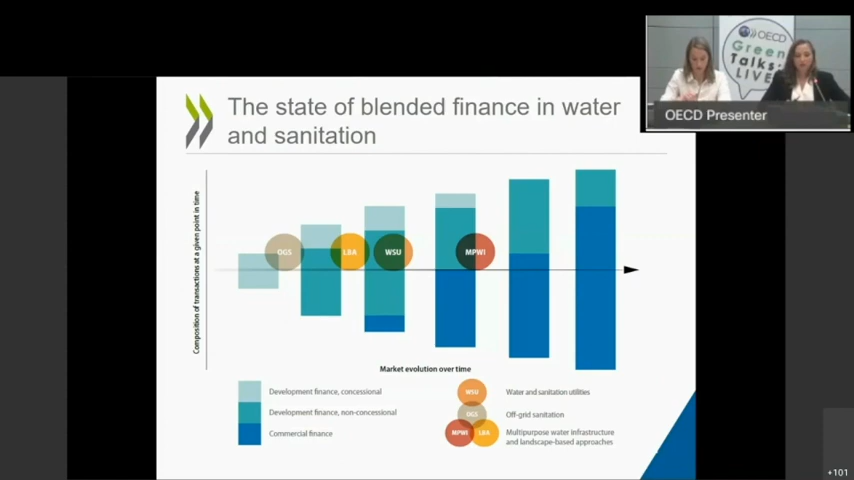 OECD
Green
Talks:
LIVE
OECD Presenter
The state of blended finance in water
and sanitation
Composition of transactions at a given point in time
OGS
LBA
WSU
MPWI
Market evolution over time
Development finance, concessional
Development finance, non-concessional
Commercial finance
WSU
Water and sanitation utilities
OGS
Off-grid sanitation
MPWI
LBA
Multipurpose water infrastructure
and landscape-based approaches
+101